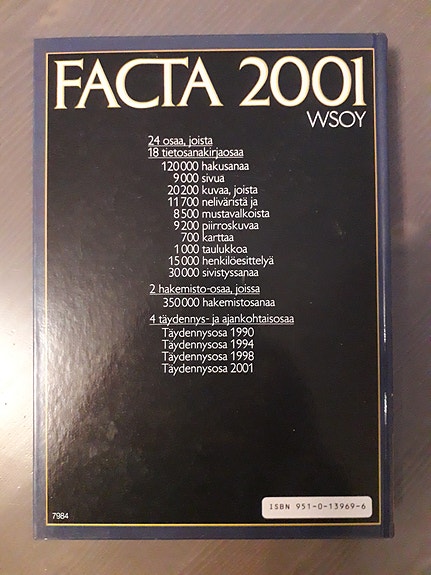 FACTA 2001
WSOY
24 osaa, joista
18 tietosanakirjaosaa
120 000 hakusanaa
9 000 sivua
20 200 kuvaa, joista
11 700 neliväristä ja
8 500 mustavalkoista
9 200 piirroskuvaa
700 karttaa
1 000 taulukkoa
15 000 henkilöesittelyä
30 000 sivistyssanaa
2 hakemisto-osaa, joissa
350 000 hakemistosanaa
4 täydennys- ja ajankohtaisosaa
Täydennysosa 1990
Täydennysosa 1994
Täydennysosa 1998
Täydennysosa 2001
7984
ISBN 951-0-13969-6